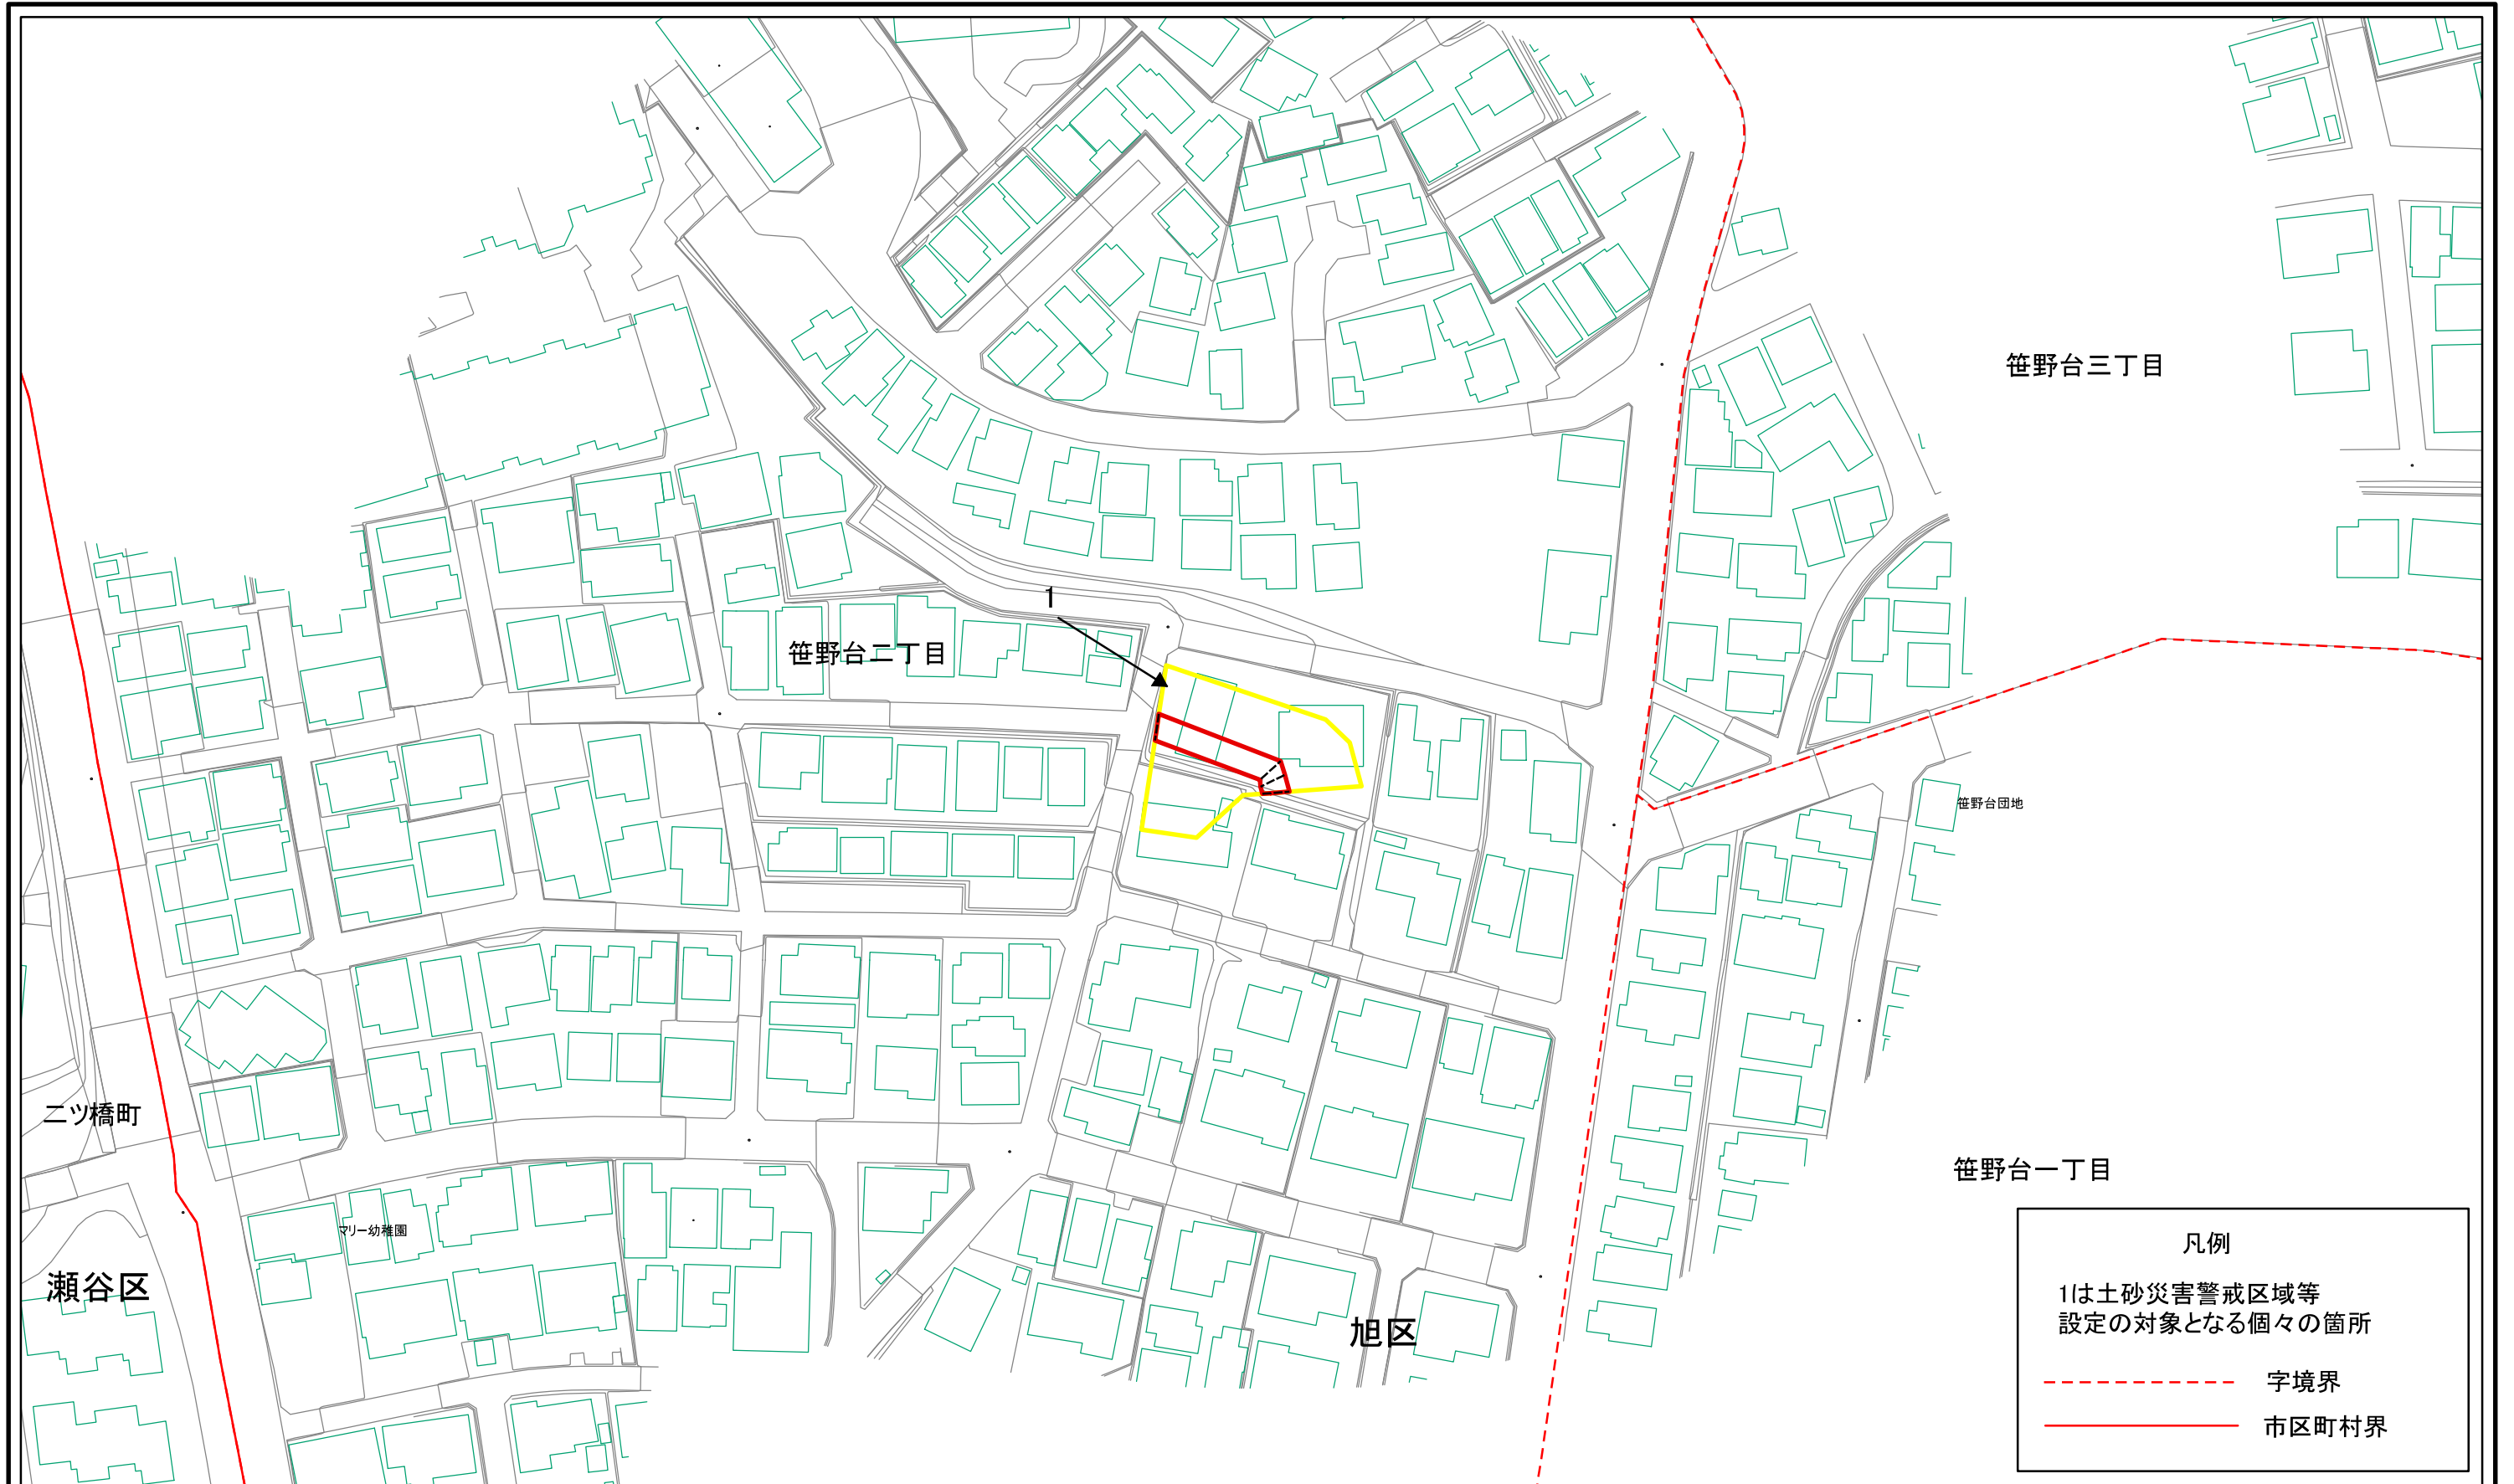 笹野台三丁目
1
笹野台二丁目
笹野台団地
二ツ橋町
笹野台一丁目
マリー幼稚園
瀬谷区
旭区
凡例
1は土砂災害警戒区域等
設定の対象となる個々の箇所
字境界
市区町村界